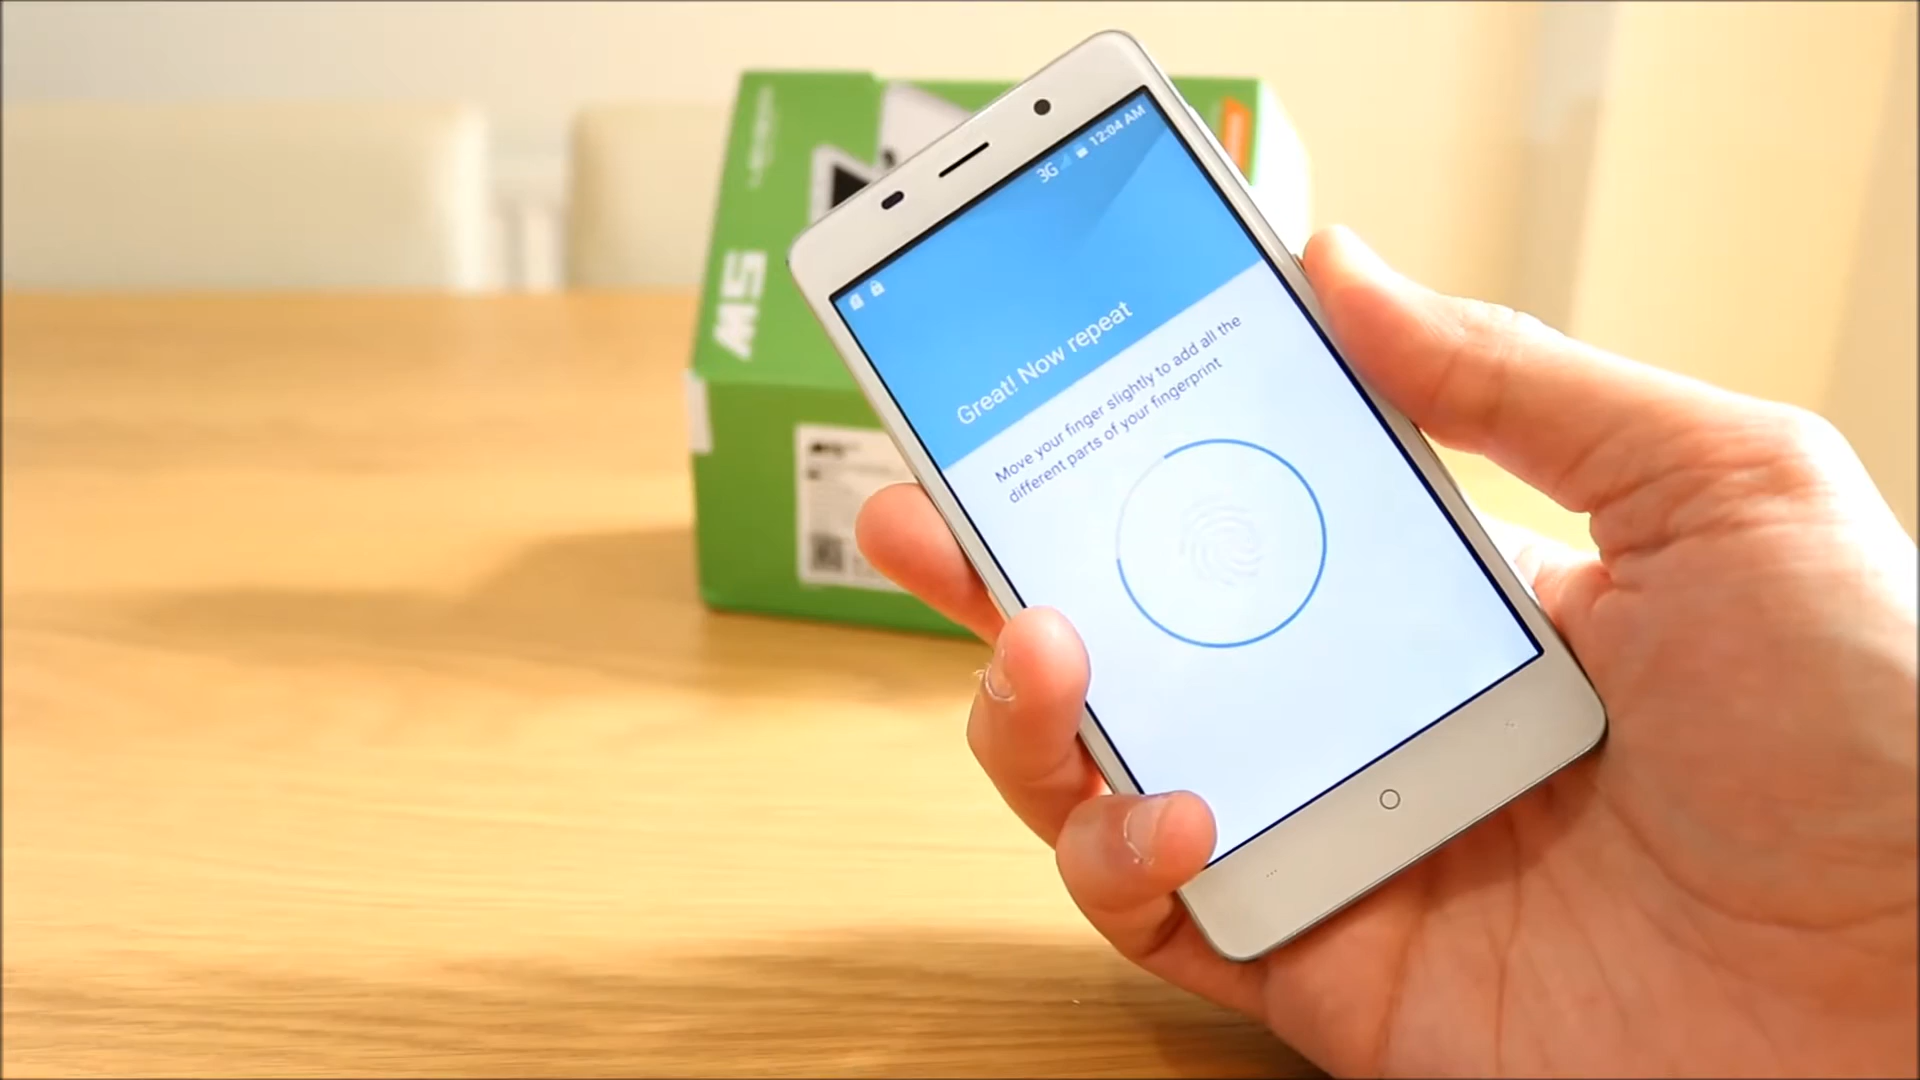 3G 12:04 AM
Great! Now repeat
Move your finger slightly to add all the
different parts of your fingerprint
M5